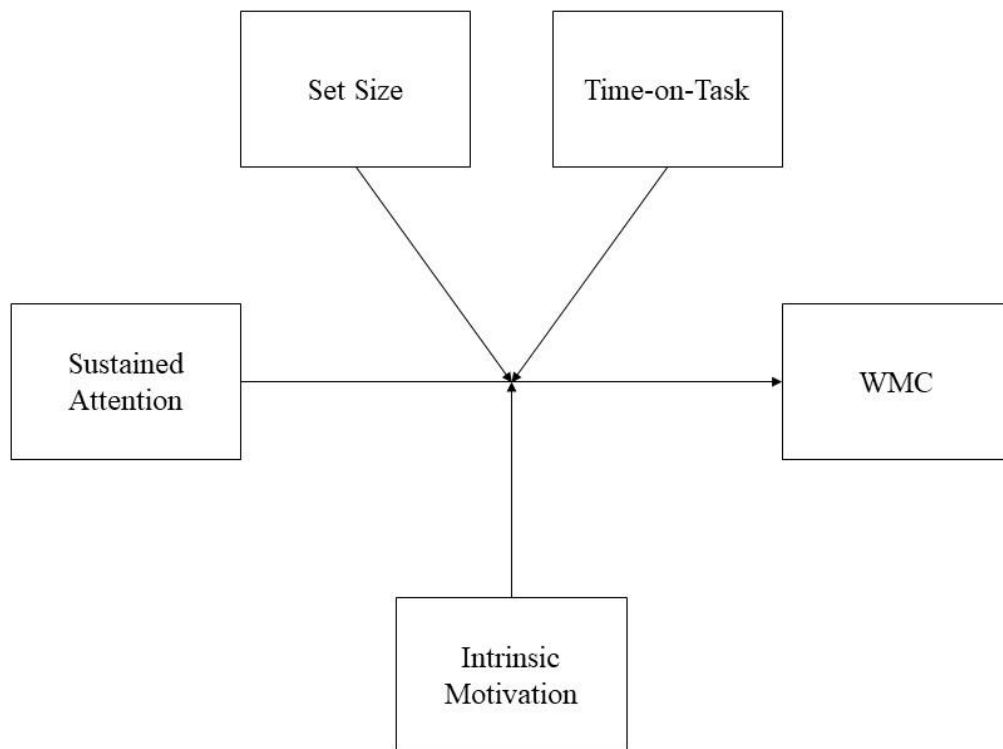 Set Size
Time-on-Task
Sustained
Attention
WMC
Intrinsic
Motivation